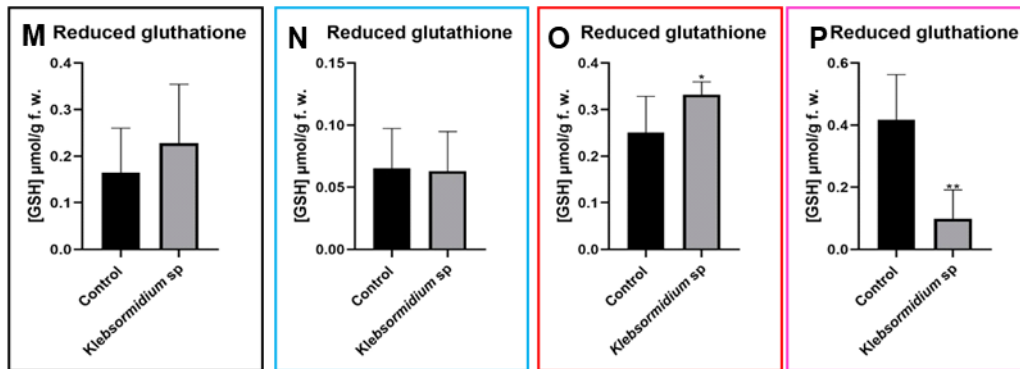 M Reduced gluthatione
[GSH] µmol/g f. w.
0.4
0.3
0.2
0.1
0.0
Control
Klebsormidium sp
N Reduced glutathione
[GSH] µmol/g f. w.
0.15
0.10
0.05
0.00
Control
Klebsormidium sp
O Reduced glutathione
[GSH] µmol/g f. w.
0.4
0.3
0.2
0.1
0.0
*
Control
Klebsormidium sp
P Reduced gluthatione
[GSH] µmol/g f. w.
0.6
0.4
0.2
0.0
**
Control
Klebsormidium sp